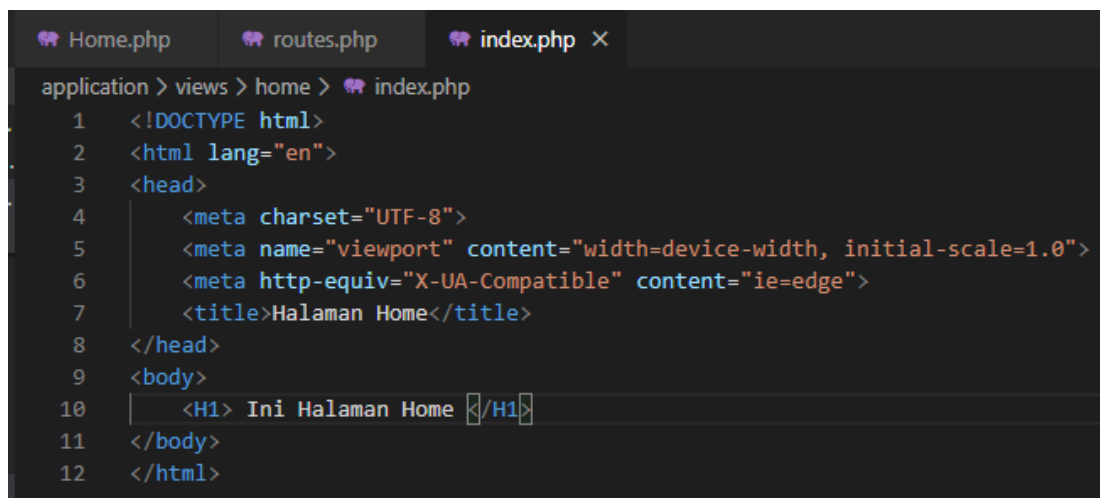 Home.php routes.php index.php ×
application > views > home > index.php
1 <!DOCTYPE html>
2 <html lang="en">
3 <head>
4 <meta charset="UTF-8">
5 <meta name="viewport" content="width=device-width, initial-scale=1.0">
6 <meta http-equiv="X-UA-Compatible" content="ie=edge">
7 <title>Halaman Home</title>
8 </head>
9 <body>
10 <H1> Ini Halaman Home </H1>
11 </body>
12 </html>